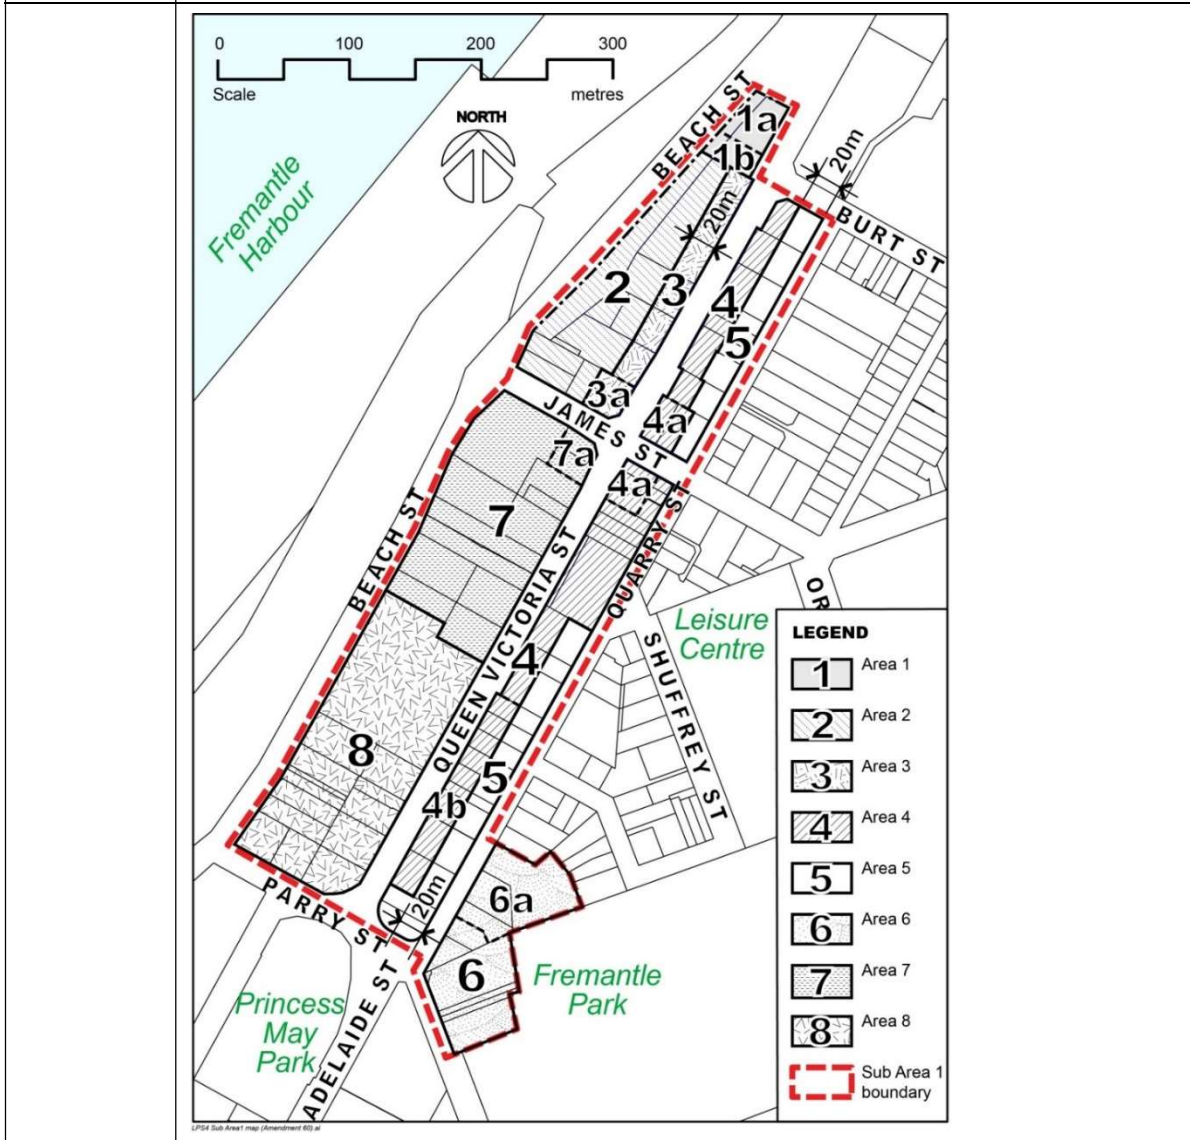 0 100 200 300
Scale metres
NORTH
Fremantle
Harbour
BEACH ST
1a
1b
20m
20m
BURT ST
2
3
4
5
3a
JAMES ST
4a
7a
4a
7
BEACH ST
QUEEN VICTORIA ST
QUARRY ST
OR
Leisure
Centre
SHUFFREY ST
4
8
5
4b
PARRY ST
20m
6a
6
Fremantle
Park
Princess
May
Park
ADELAIDE ST
LEGEND
1 Area 1
2 Area 2
3 Area 3
4 Area 4
5 Area 5
6 Area 6
7 Area 7
8 Area 8
Sub Area 1
boundary
LPS4 Sub Area1 map (Amendment 60).ai